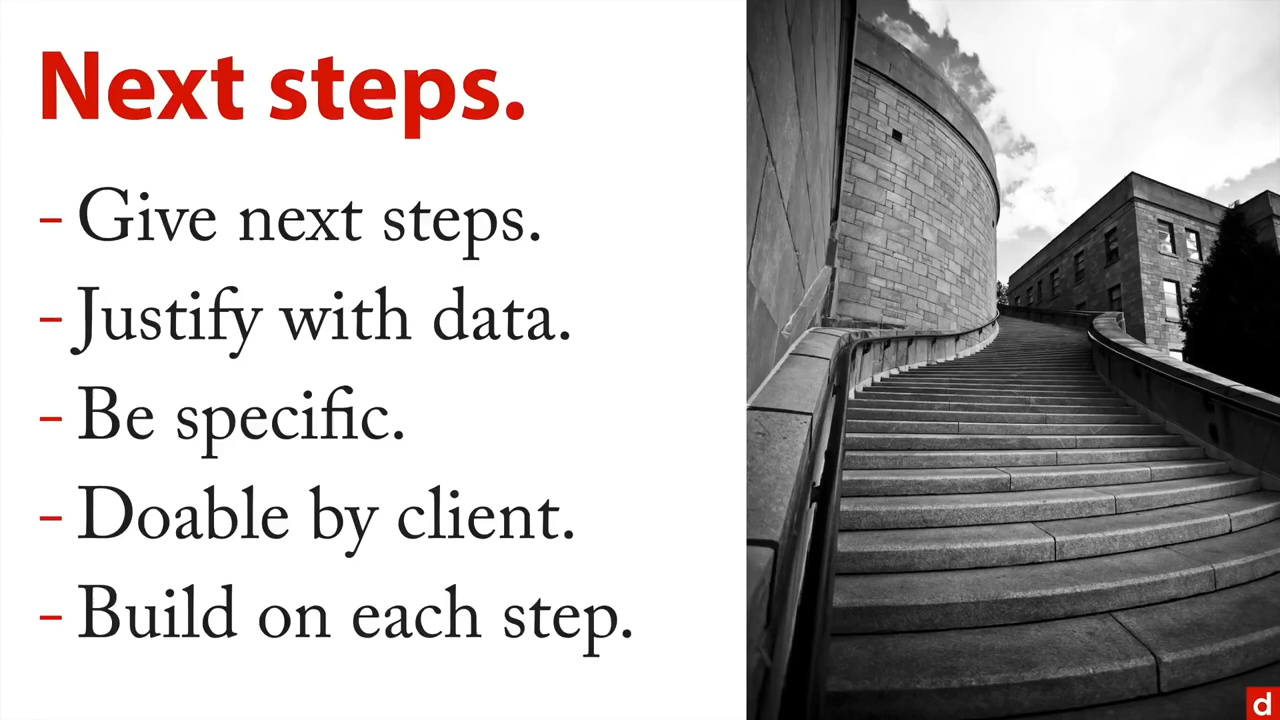 Next steps.
– Give next steps.
– Justify with data.
– Be specific.
– Doable by client.
– Build on each step.
d